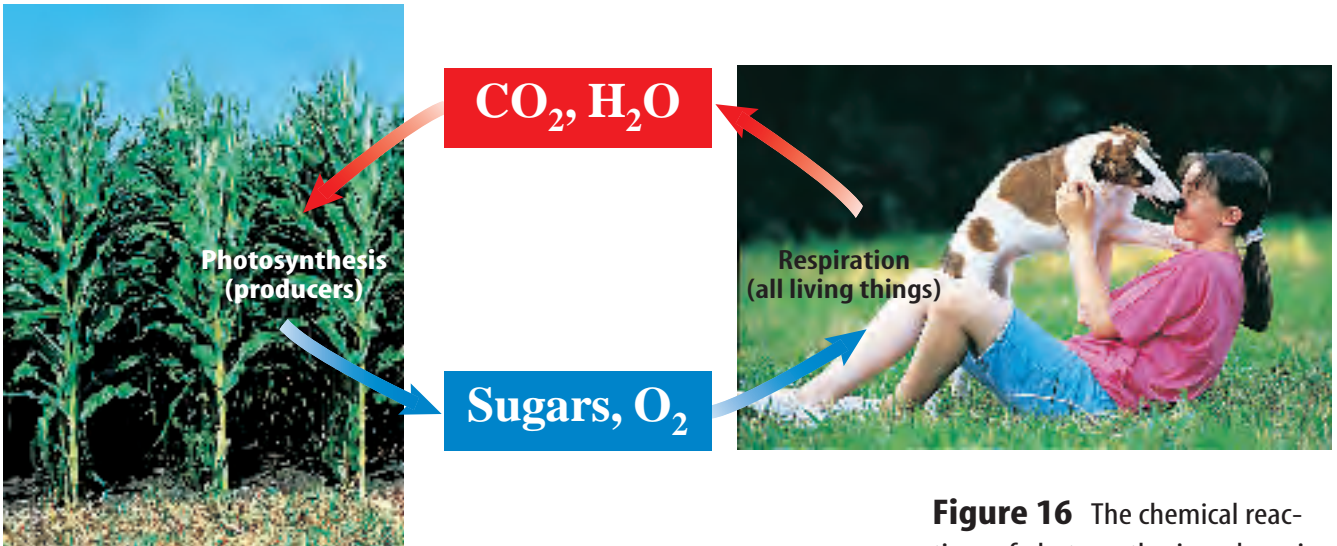 CO₂, H₂O
Photosynthesis
(producers)
Respiration
(all living things)
Sugars, O₂
Figure 16 The chemical reac-